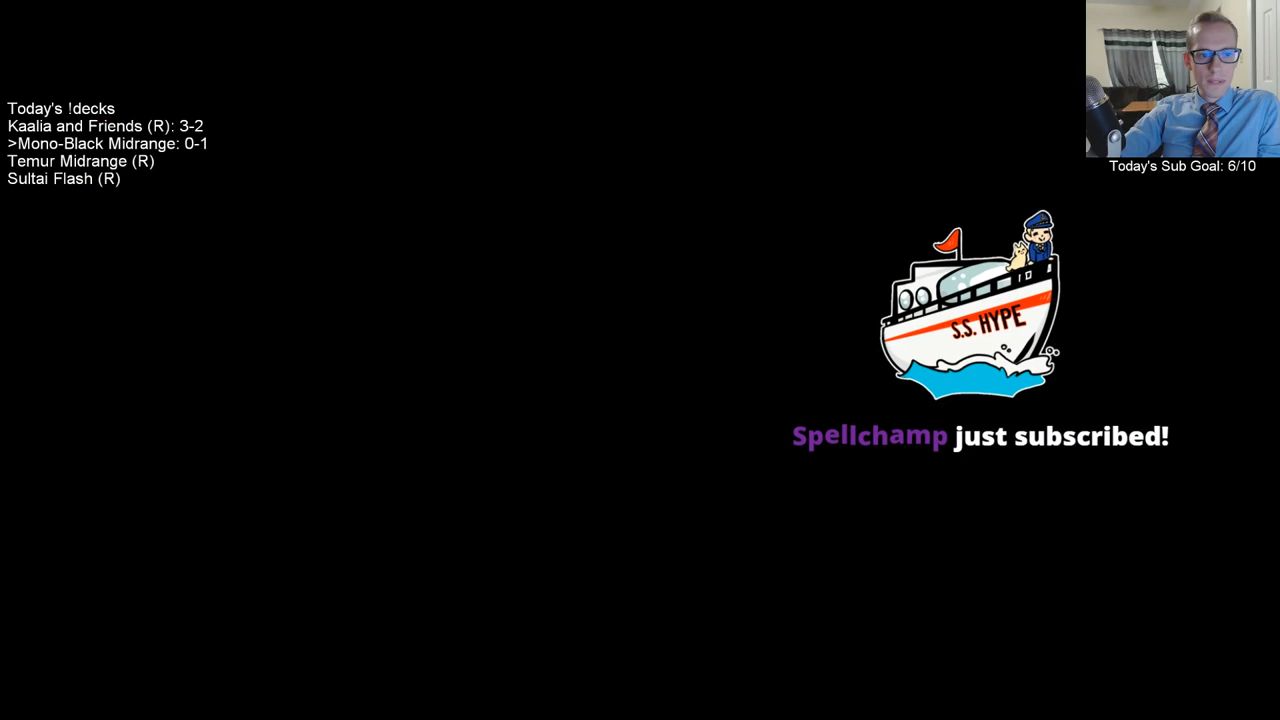 Today's !decks
Kaalia and Friends (R): 3-2
>Mono-Black Midrange: 0-1
Temur Midrange (R)
Sultai Flash (R)
Today's Sub Goal: 6/10
S.S. HYPE
Spellchamp just subscribed!